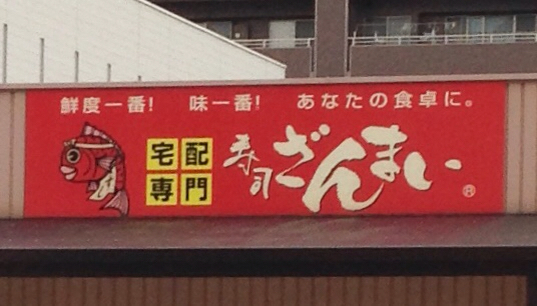 鮮度一番! 味一番! あなたの食卓に。
宅配
専門
寿司ざんまい
®